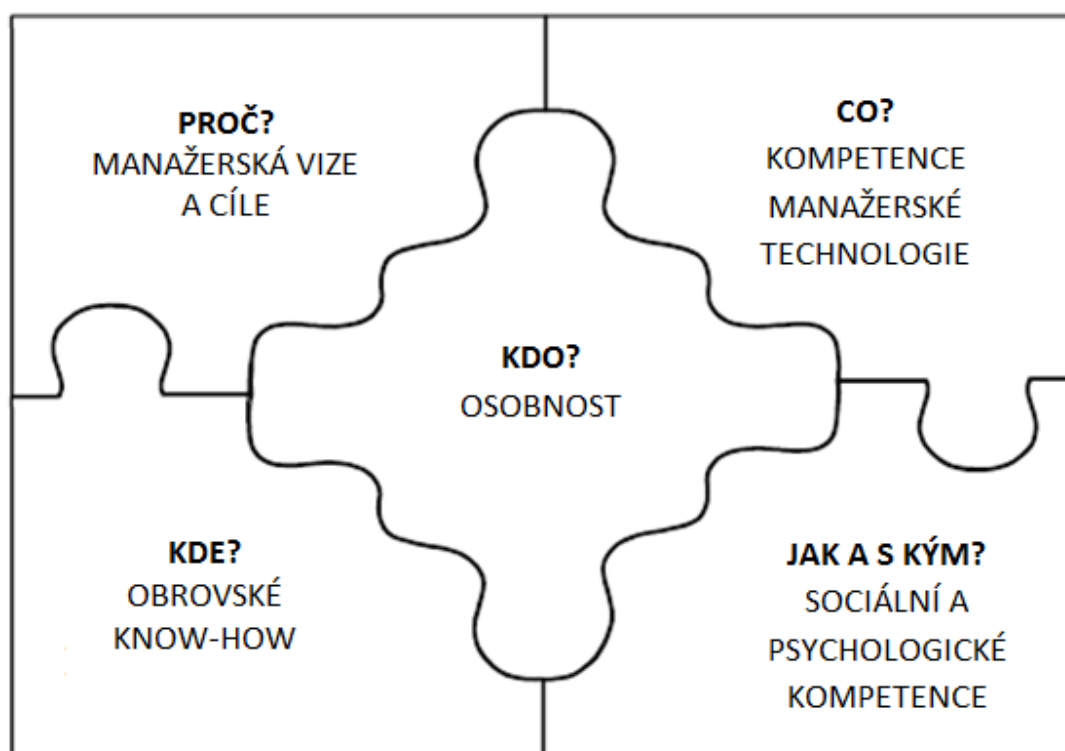 PROČ?
MANAŽERSKÁ VIZE
A CÍLE
CO?
KOMPETENCE
MANAŽERSKÉ
TECHNOLOGIE
KDO?
OSOBNOST
KDE?
OBROVSKÉ
KNOW-HOW
JAK A S KÝM?
SOCIÁLNÍ A
PSYCHOLOGICKÉ
KOMPETENCE